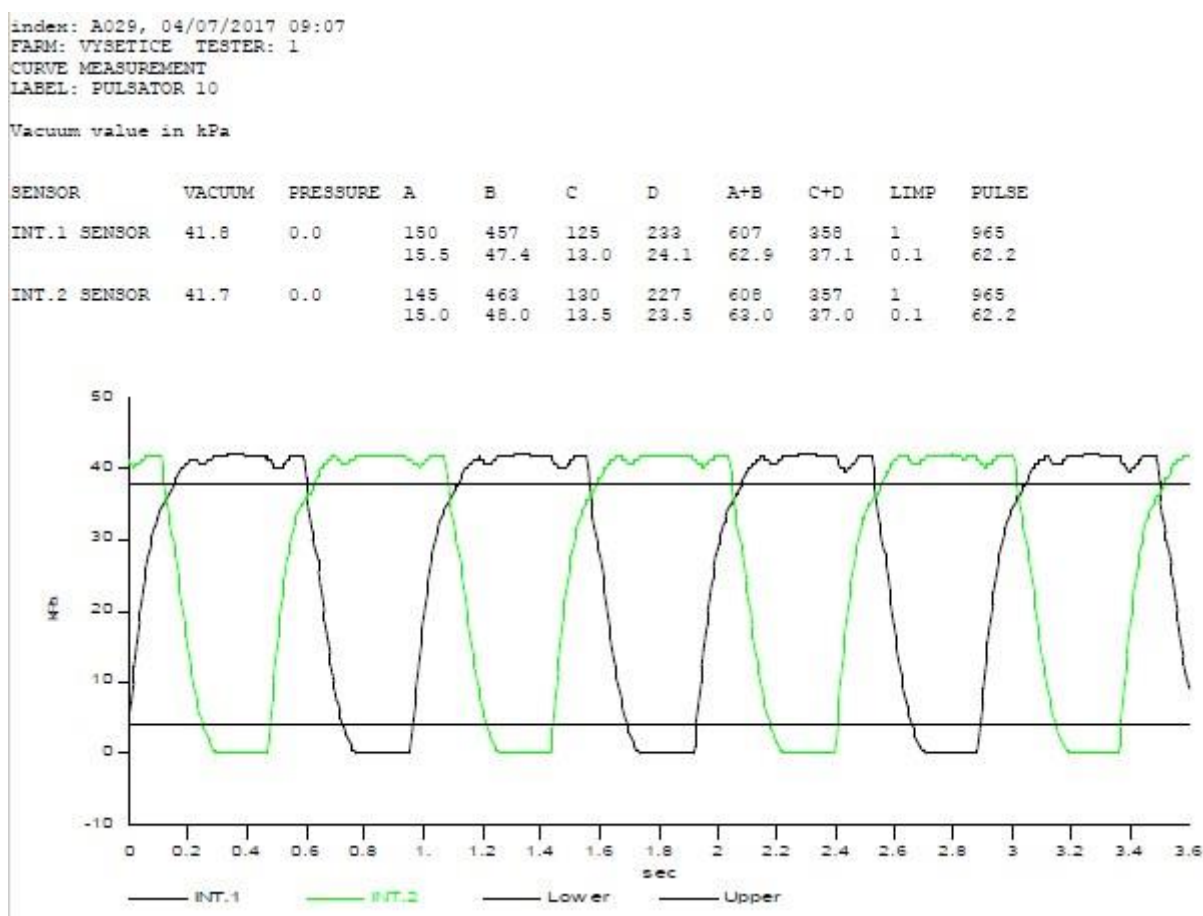 index: A029, 04/07/2017 09:07
FARM: VYSETICE TESTER: 1
CURVE MEASUREMENT
LABEL: PULSATOR 10
Vacuum value in kPa
SENSOR VACUUM PRESSURE A B C D A+B C+D LIMP PULSE
INT.1 SENSOR 41.8 0.0 150 457 125 233 607 358 1 965
15.5 47.4 13.0 24.1 62.9 37.1 0.1 62.2
INT.2 SENSOR 41.7 0.0 145 463 130 227 608 357 1 965
15.0 48.0 13.5 23.5 63.0 37.0 0.1 62.2
50
40
30
20
10
0
-10
0 0.2 0.4 0.6 0.8 1. 1.2 1.4 1.6 1.8 2 2.2 2.4 2.6 2.8 3 3.2 3.4 3.6
sec
INT.1 INT.2 Lower Upper